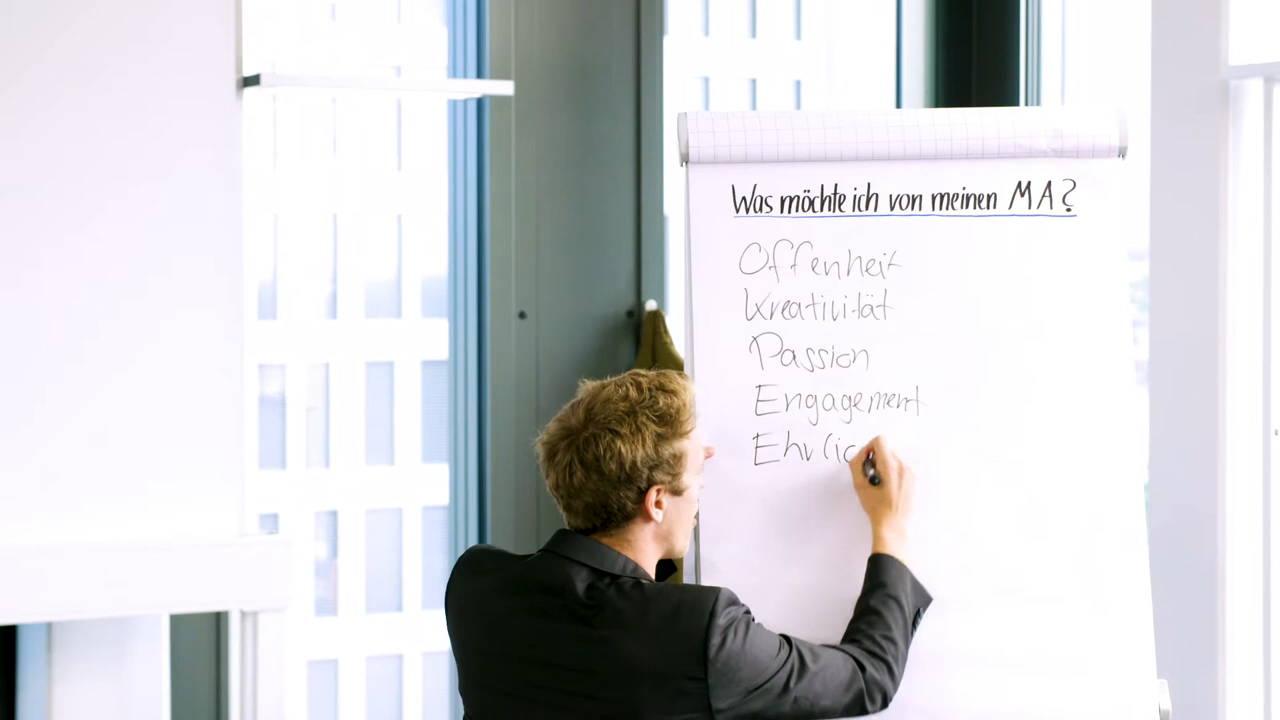 Was möchte ich von meinen MA?
Offenheit
Kreativität
Passion
Engagement
Ehrlic